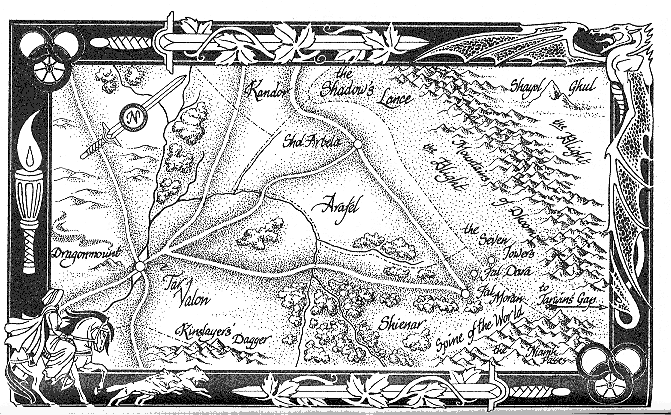 the
Shadow's
Lance
Kandor
Shayol Ghul
N
the Blight
the Blight
Mountains of Dhoom
Shol Arbela
Arafel
Dragonmount
Tar
Valon
the
Seven
Towers
Fal Dara
Fal Moran
to
Tarwin's Gap
Kinslayer's Dagger
Shienar
Spine of the World
the Niamh
Passes